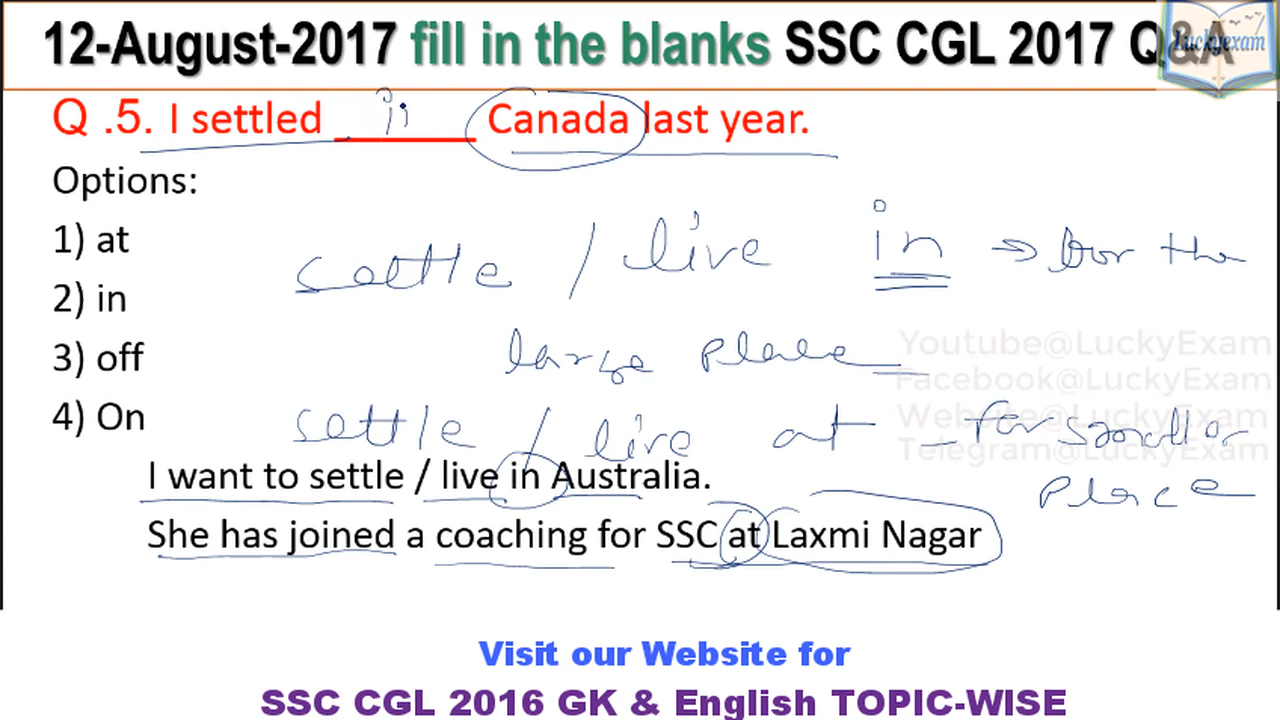 12-August-2017 fill in the blanks SSC CGL 2017 Q&A
Luckyexam
Q .5. I settled in Canada last year.
Options:
1) at
2) in
3) off
4) On
settle / live in → for the
large place
Youtube@LuckyExam
Facebook@LuckyExam
Website@LuckyExam
Telegram@LuckyExam
settle / live at - for smaller
place
I want to settle / live in Australia.
She has joined a coaching for SSC at Laxmi Nagar
Visit our Website for
SSC CGL 2016 GK & English TOPIC-WISE